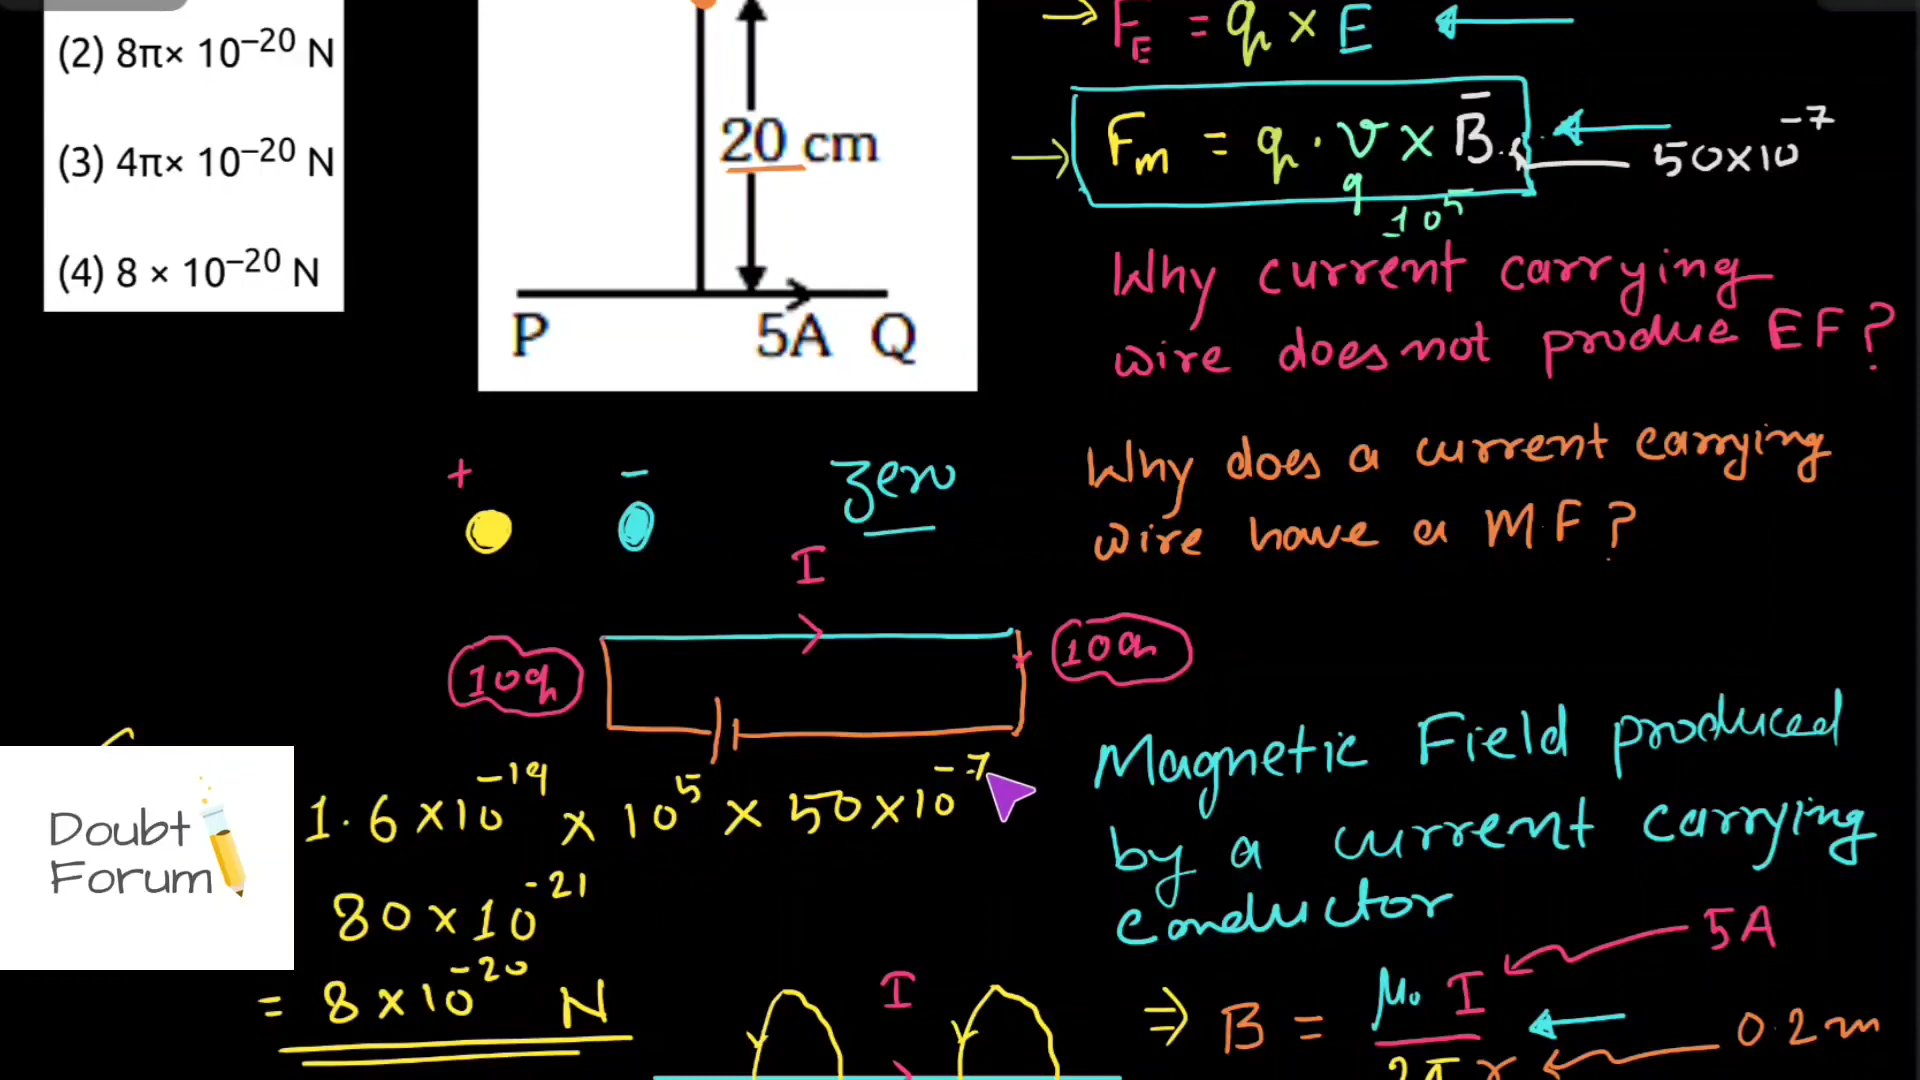 (2) 8π× 10⁻²⁰ N
(3) 4π× 10⁻²⁰ N
(4) 8 × 10⁻²⁰ N
20 cm
P 5A Q
F_E = q × E
F_m = q · v × B̄
50×10⁻⁷
q
10⁵
Why current carrying
wire does not produe EF?
Why does a current carrying
wire have a M.F?
+ − zero
I
10q 10q
1.6×10⁻¹⁹ × 10⁵ × 50×10⁻⁷
80×10⁻²¹
= 8×10⁻²⁰ N
Doubt
Forum
Magnetic Field produced
by a current carrying
conductor
5A
I
⇒ B = μ₀ I
2π r
0.2m